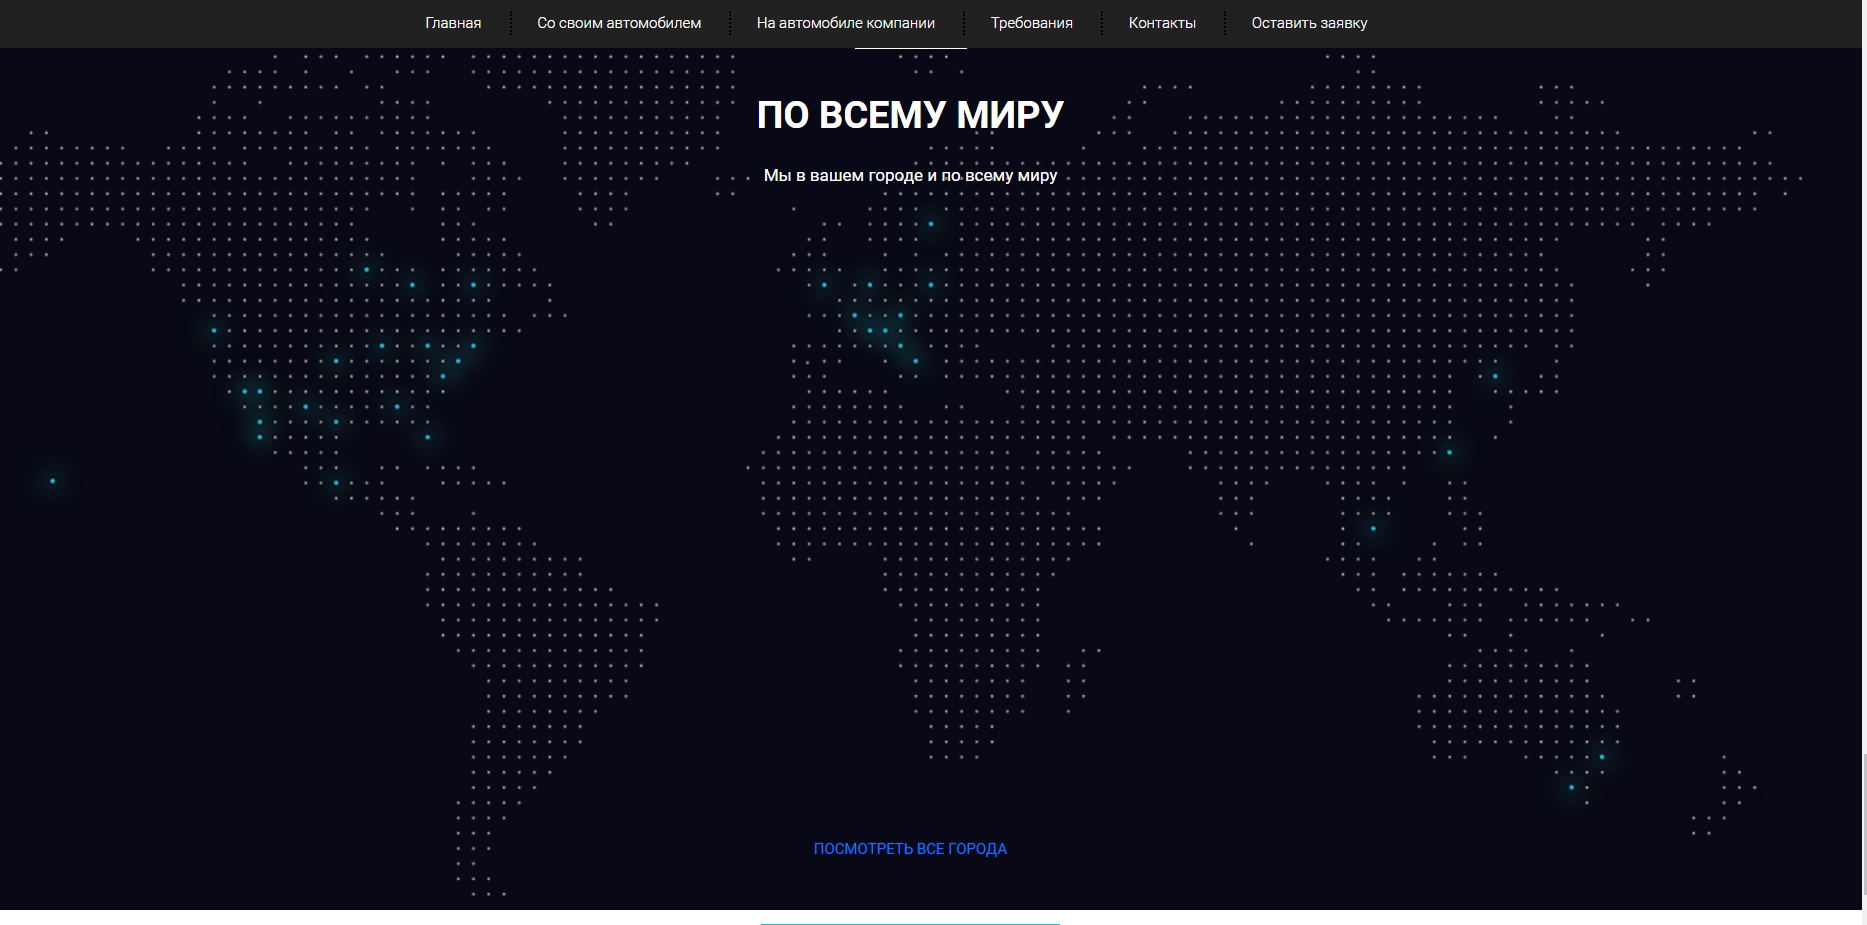 Главная Со своим автомобилем На автомобиле компании Требования Контакты Оставить заявку
ПО ВСЕМУ МИРУ
Мы в вашем городе и по всему миру
ПОСМОТРЕТЬ ВСЕ ГОРОДА